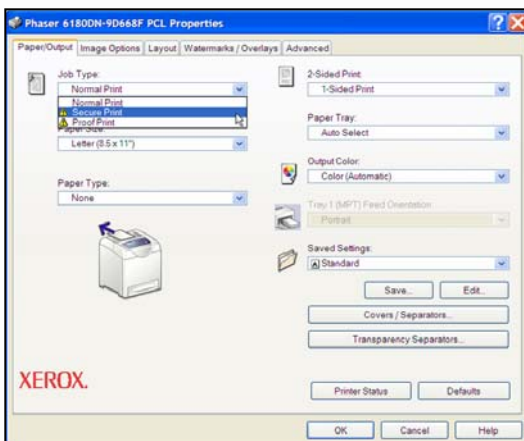 Phaser 6180DN-9D668F PCL Properties
Paper/Output Image Options Layout Watermarks / Overlays Advanced
Job Type:
Normal Print
Normal Print
Secure Print
Proof Print
Paper Size:
Letter (8.5 x 11")
Paper Type:
None
2-Sided Print:
1-Sided Print
Paper Tray:
Auto Select
Output Color:
Color (Automatic)
Tray 1 (MPT) Feed Orientation:
Portrait
Saved Settings:
A Standard
Save... Edit...
Covers / Separators...
Transparency Separators...
XEROX.
Printer Status Defaults
OK Cancel Help